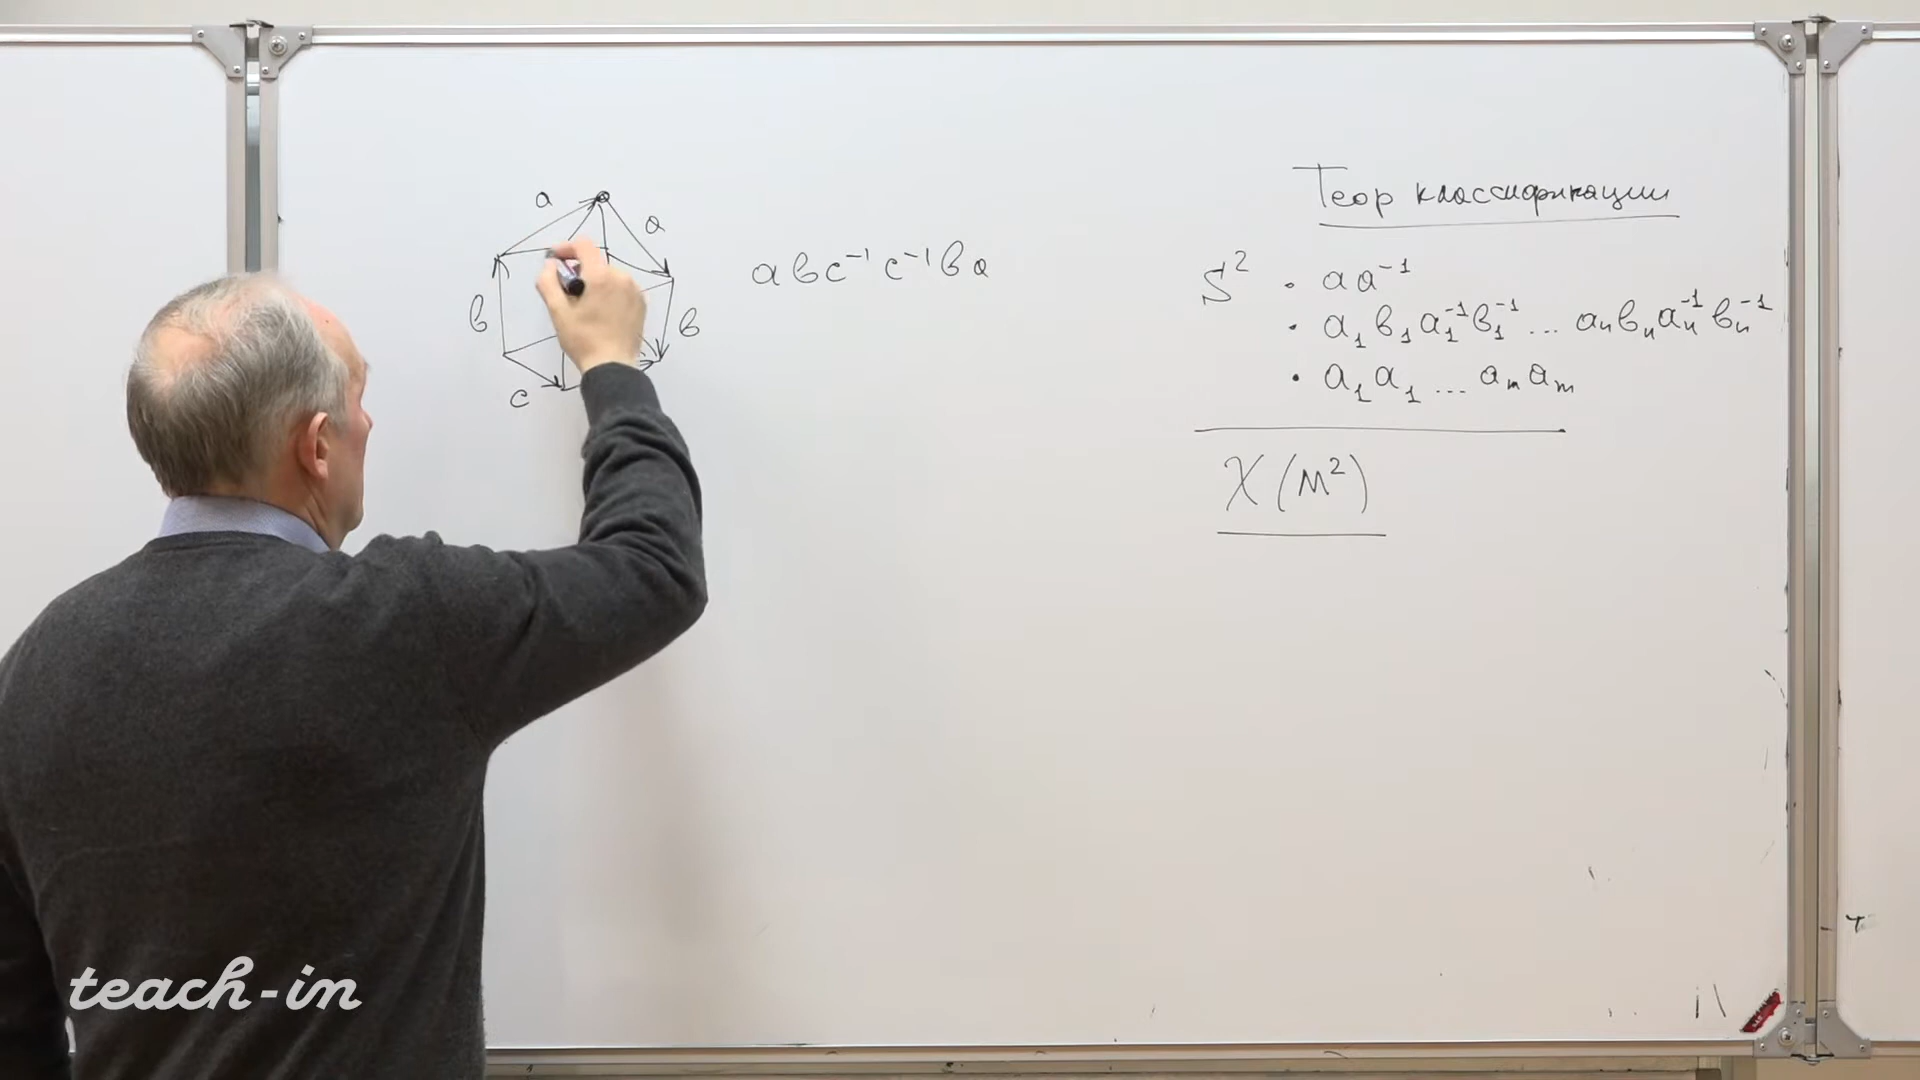 a
a
в
в
c
a в c⁻¹ c⁻¹ в a
Теор классификации
S² • a a⁻¹
• a₁ в₁ a₁⁻¹ в₁⁻¹ ... aₙ вₙ aₙ⁻¹ вₙ⁻¹
• a₁ a₁ ... aₘ aₘ
χ (M²)
teach-in